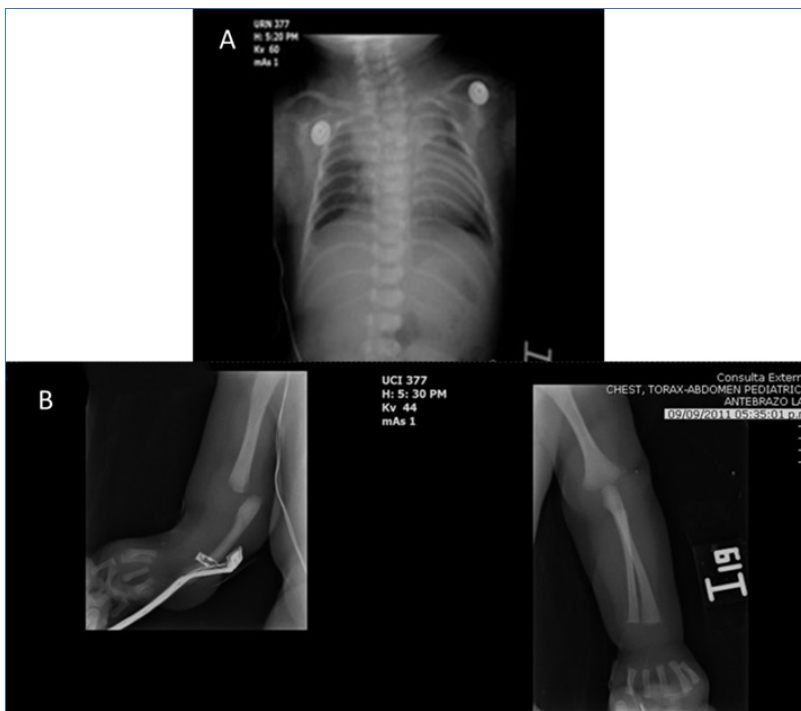 A
URN 377
H: 5:20 PM
Kv 60
mAs 1
I
B
UCI 377
H: 5: 30 PM
Kv 44
mAs 1
Consulta Extern
CHEST, TORAX-ABDOMEN PEDIATRIC
ANTEBRAZO LA
09/09/2011 05:35:01 p.m
61
I